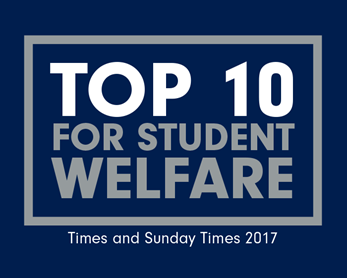 TOP 10
FOR STUDENT
WELFARE
Times and Sunday Times 2017